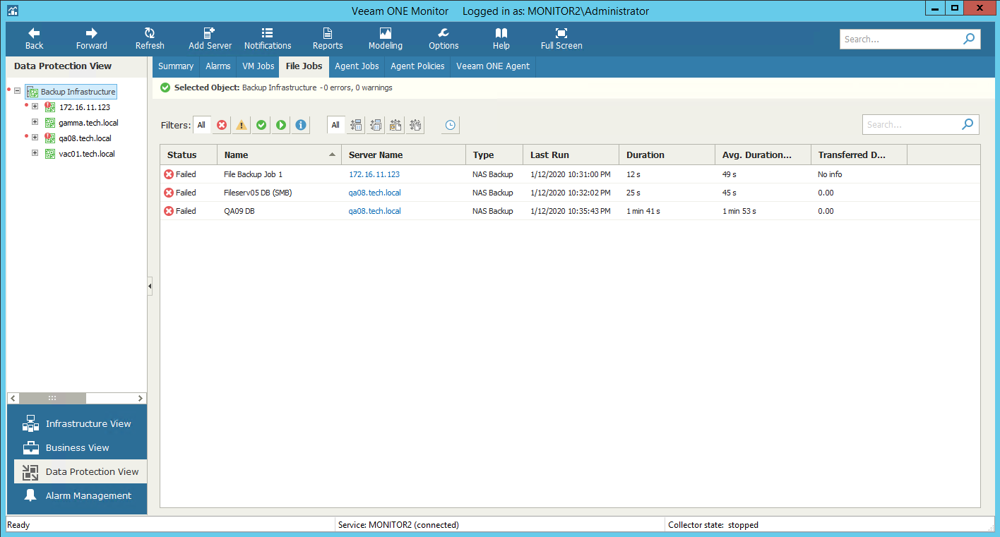 Veeam ONE Monitor Logged in as: MONITOR2\Administrator
Back Forward Refresh Add Server Notifications Reports Modeling Options Help Full Screen Search...
Data Protection View
Summary Alarms VM Jobs File Jobs Agent Jobs Agent Policies Veeam ONE Agent
Selected Object: Backup Infrastructure - 0 errors, 0 warnings
Backup Infrastructure
172.16.11.123
gamma.tech.local
qa08.tech.local
vac01.tech.local
Filters: All All Search...
Status Name Server Name Type Last Run Duration Avg. Duration... Transferred D...
Failed File Backup Job 1 172.16.11.123 NAS Backup 1/12/2020 10:31:00 PM 12 s 49 s No info
Failed Fileserv05 DB (SMB) qa08.tech.local NAS Backup 1/12/2020 10:32:02 PM 25 s 45 s 0.00
Failed QA09 DB qa08.tech.local NAS Backup 1/12/2020 10:35:43 PM 1 min 41 s 1 min 53 s 0.00
Infrastructure View
Business View
Data Protection View
Alarm Management
Ready Service: MONITOR2 (connected) Collector state: stopped